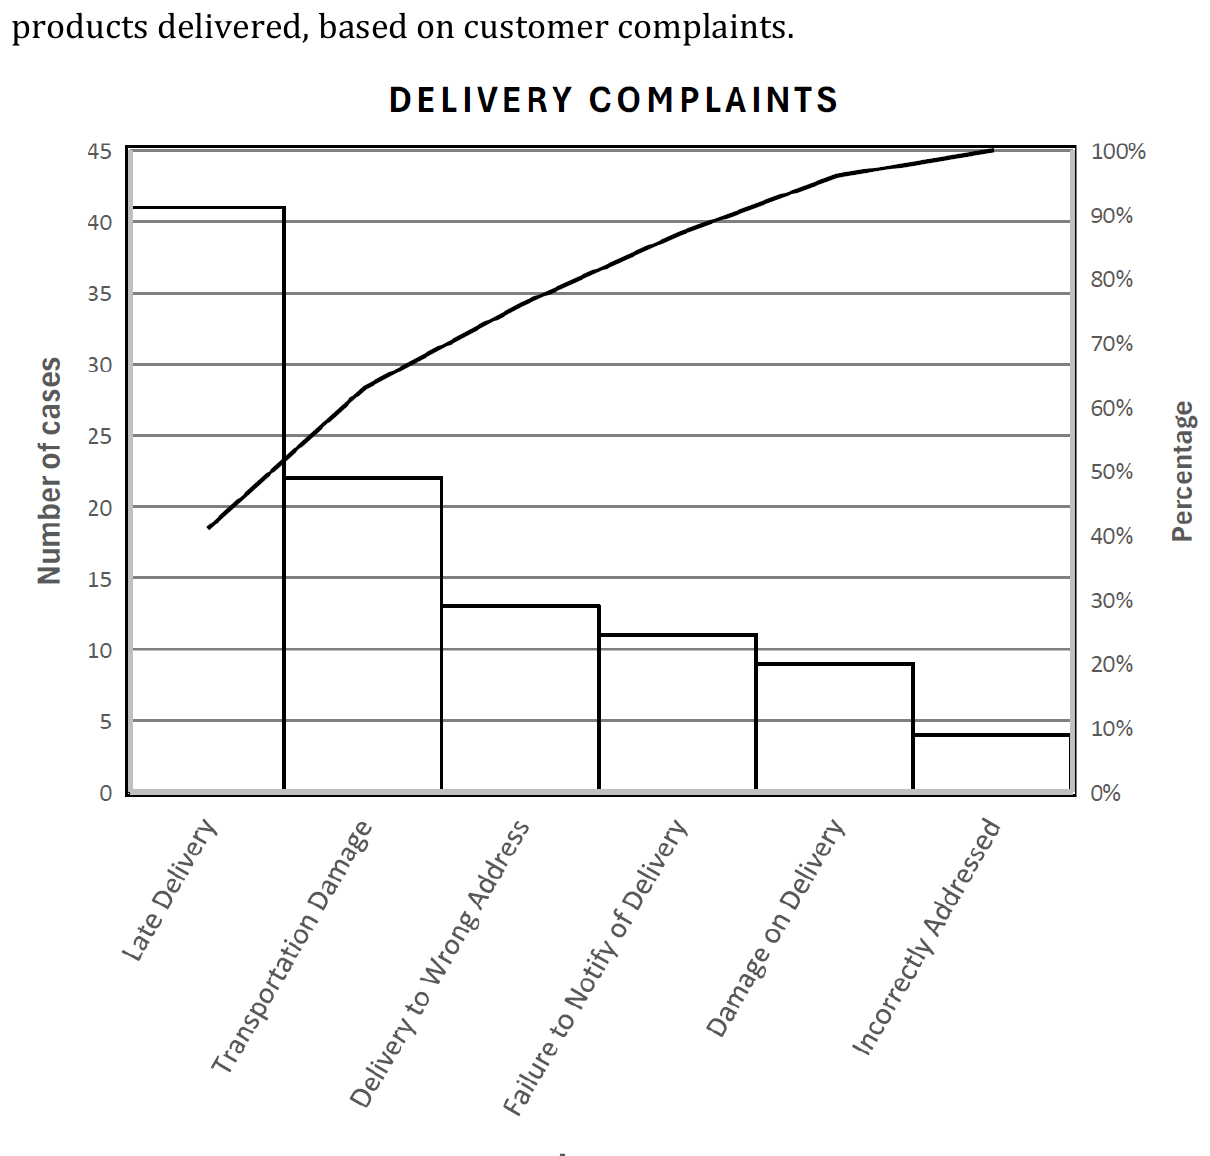 products delivered, based on customer complaints.
DELIVERY COMPLAINTS
45
40
35
30
25
20
15
10
5
0
Number of cases
100%
90%
80%
70%
60%
50%
40%
30%
20%
10%
0%
Percentage
Late Delivery
Transportation Damage
Delivery to Wrong Address
Failure to Notify of Delivery
Damage on Delivery
Incorrectly Addressed